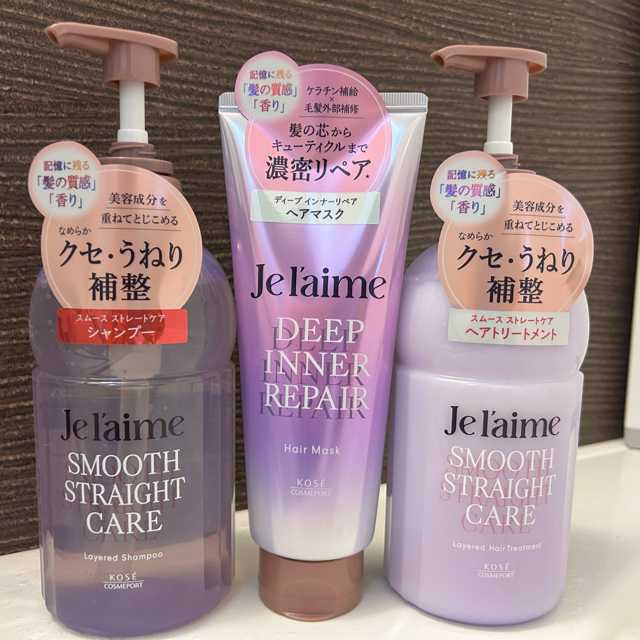 記憶に残る
「髪の質感」
「香り」
美容成分を
重ねてとじこめる
なめらか
クセ・うねり
補整
スムース ストレートケア
シャンプー
Je l'aime
SMOOTH
STRAIGHT
CARE
Layered Shampoo
KOSÉ
COSMEPORT
記憶に残る
「髪の質感」
「香り」
ケラチン補給
×
毛髪外部補修
髪の芯から
キューティクルまで
濃密リペア*
ディープ インナーリペア
ヘアマスク
Je l'aime
DEEP
INNER
REPAIR
Hair Mask
KOSÉ
COSMEPORT
記憶に残る
「髪の質感」
「香り」
美容成分を
重ねてとじこめる
なめらか
クセ・うねり
補整
スムース ストレートケア
ヘアトリートメント
Je l'aime
SMOOTH
STRAIGHT
CARE
Layered Hair Treatment
KOSÉ
COSMEPORT